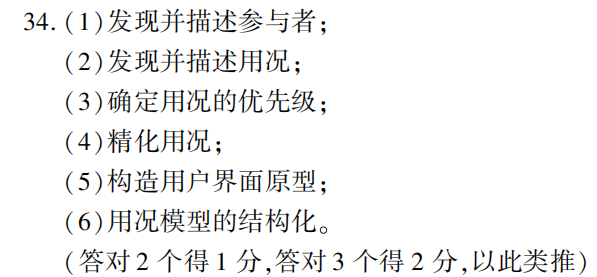 34.(1)发现并描述参与者;
(2)发现并描述用况;
(3)确定用况的优先级;
(4)精化用况;
(5)构造用户界面原型;
(6)用况模型的结构化。
(答对2个得1分,答对3个得2分,以此类推)